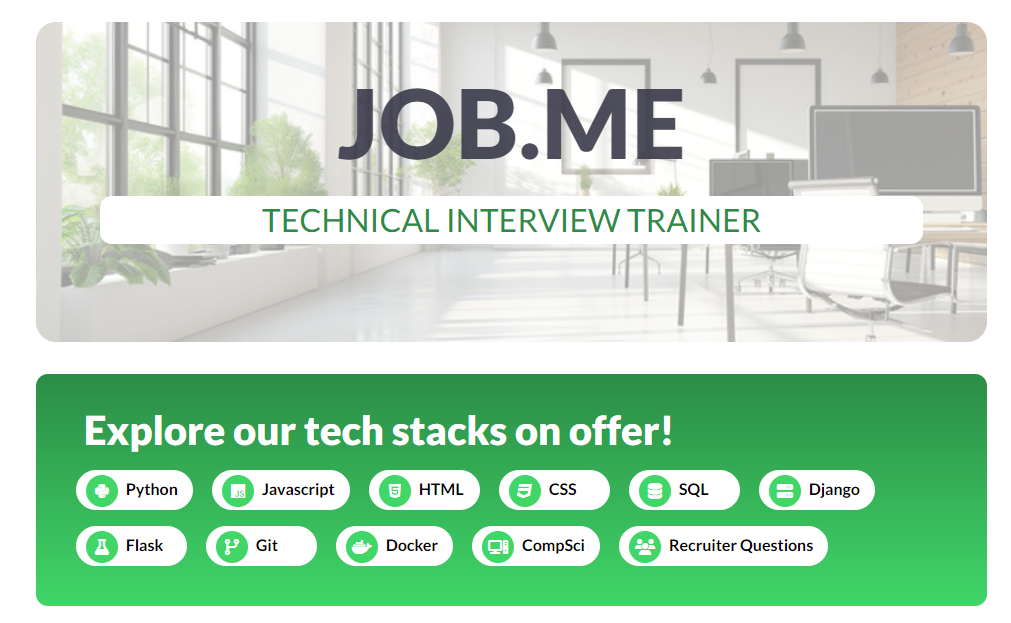 JOB.ME
TECHNICAL INTERVIEW TRAINER
Explore our tech stacks on offer!
Python JS Javascript HTML CSS SQL Django
Flask Git Docker CompSci Recruiter Questions